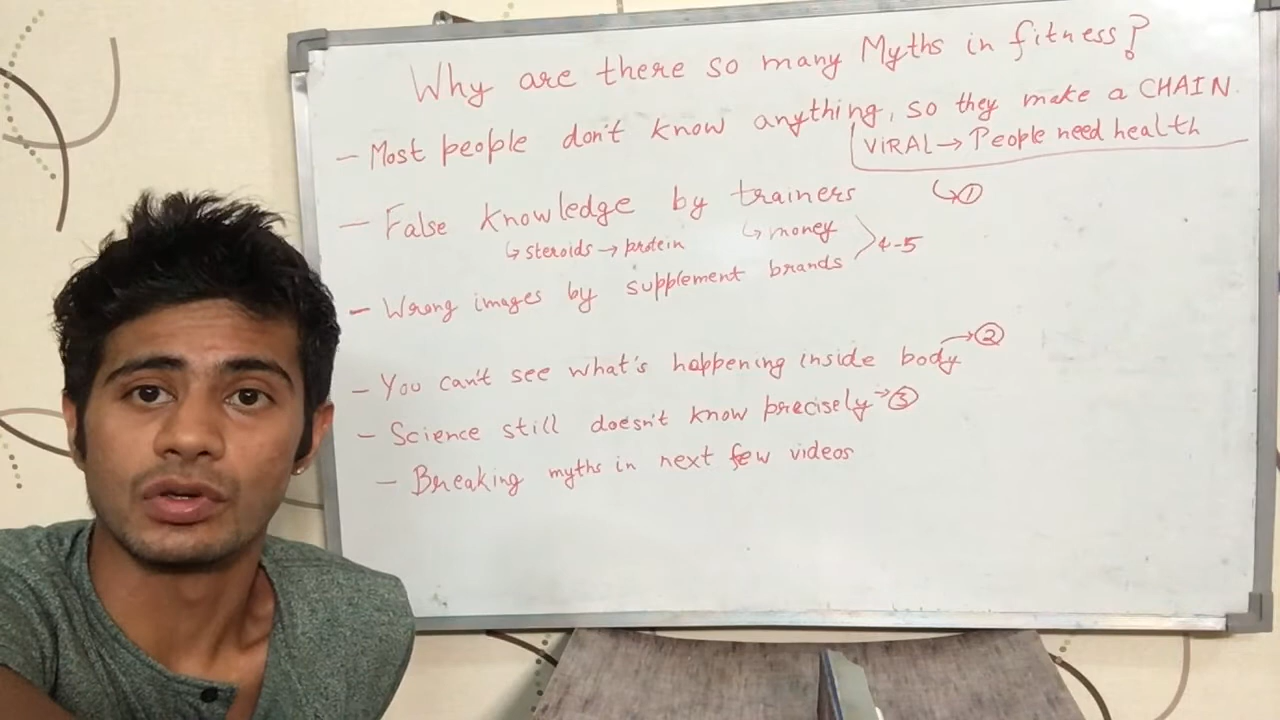 Why are there so many Myths in fitness?
- Most people don't know anything, so they make a CHAIN.
ViRAL → People need health
↳ ①
- False knowledge by trainers
↳ steroids → protein ↳ money
4-5
- Wrong images by supplement brands
- You can't see what's happening inside body → ②
- Science still doesn't know precisely → ③
- Breaking myths in next few videos